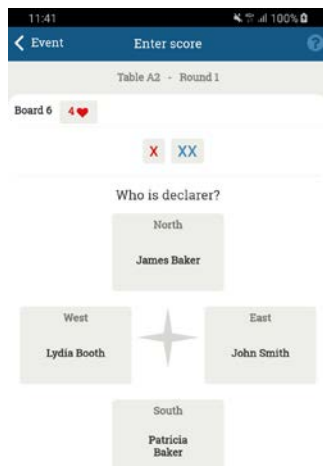 11:41 100%
Event Enter score ?
Table A2 - Round 1
Board 6 4♥
X XX
Who is declarer?
North
James Baker
West East
Lydia Booth John Smith
South
Patricia
Baker